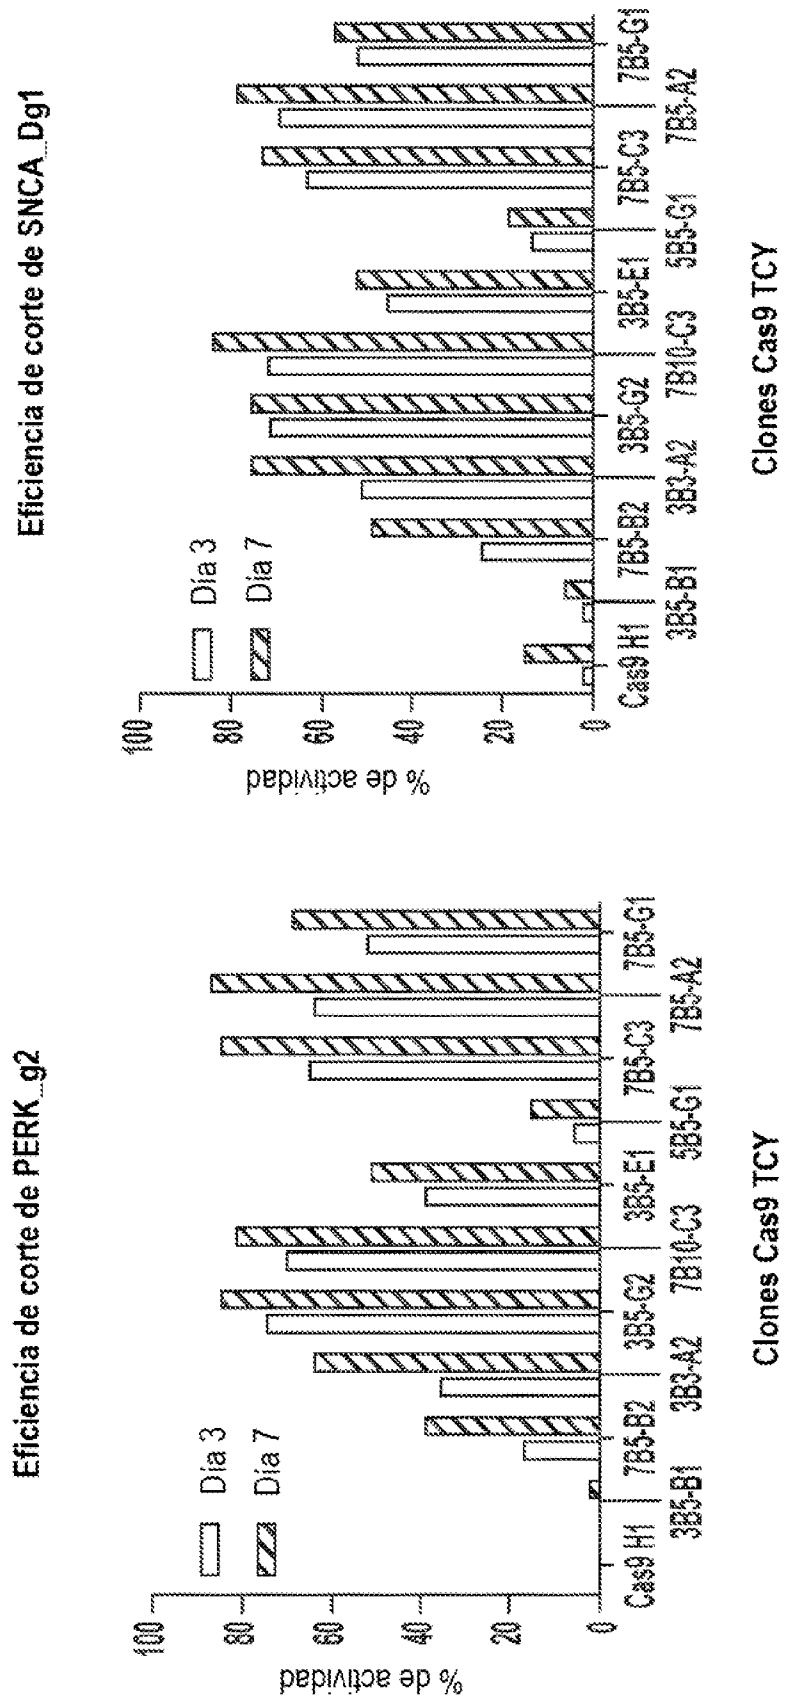 Eficiencia de corte de PERK_g2
% de actividad
100
80
60
40
20
0
Día 3
Día 7
Cas9 H1
3B5-B1
7B5-B2
3B3-A2
3B5-G2
7B10-C3
3B5-E1
5B5-G1
7B5-C3
7B5-A2
7B5-G1
Clones Cas9 TCY
Eficiencia de corte de SNCA_Dg1
% de actividad
100
80
60
40
20
0
Día 3
Día 7
Cas9 H1
3B5-B1
7B5-B2
3B3-A2
3B5-G2
7B10-C3
3B5-E1
5B5-G1
7B5-C3
7B5-A2
7B5-G1
Clones Cas9 TCY